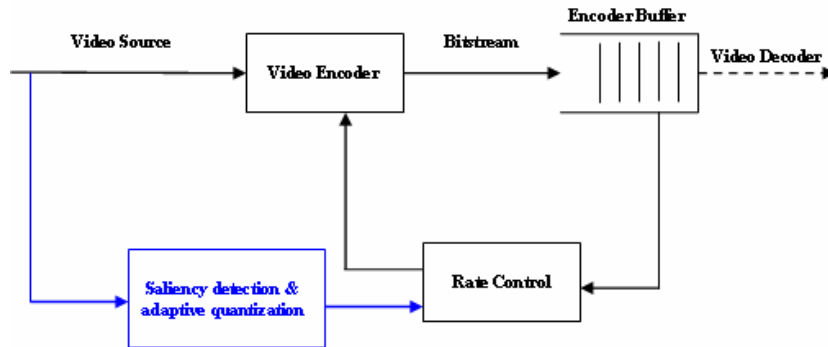 Encoder Buffer
Video Source
Bitstream
Video Decoder
Video Encoder
Saliency detection &
adaptive quantization
Rate Control